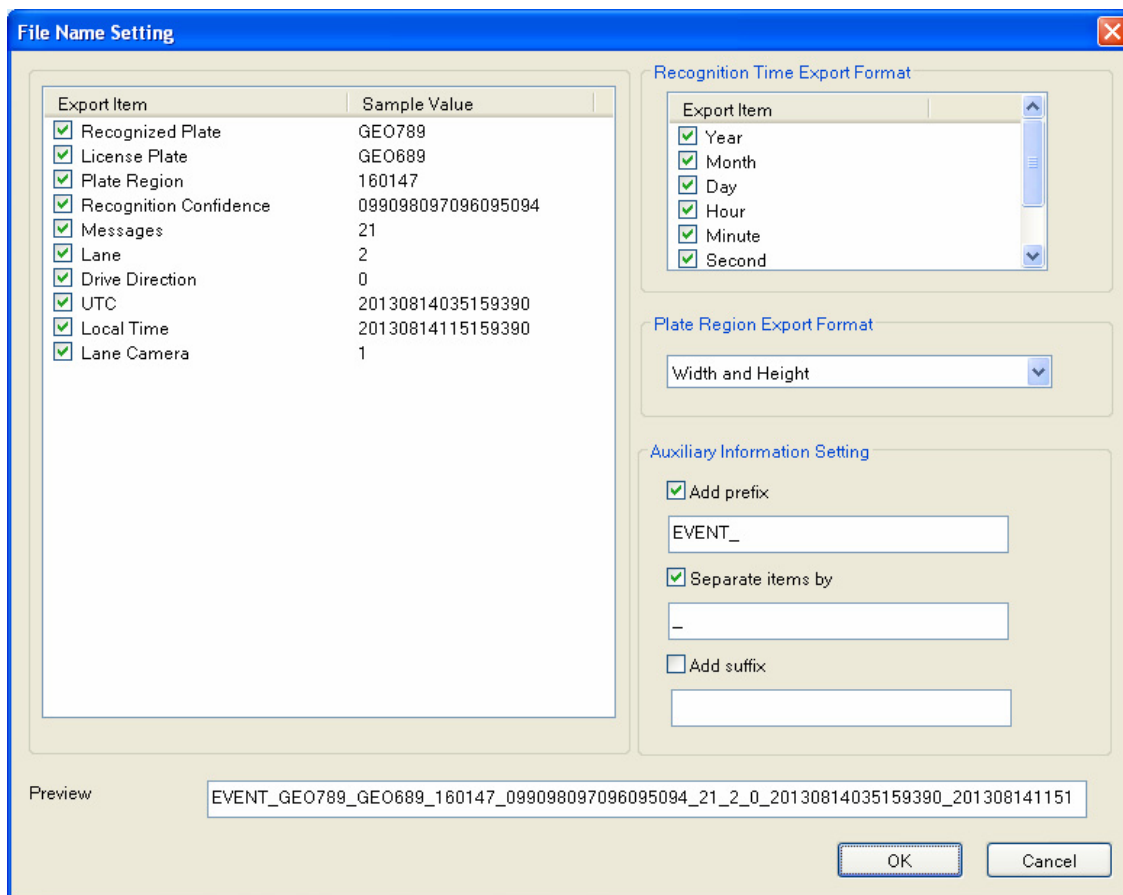 File Name Setting
Export Item Sample Value
Recognized Plate GEO789
License Plate GEO689
Plate Region 160147
Recognition Confidence 099098097096095094
Messages 21
Lane 2
Drive Direction 0
UTC 20130814035159390
Local Time 20130814115159390
Lane Camera 1
Recognition Time Export Format
Export Item
Year
Month
Day
Hour
Minute
Second
Plate Region Export Format
Width and Height
Auxiliary Information Setting
Add prefix
EVENT_
Separate items by
_
Add suffix
Preview EVENT_GEO789_GEO689_160147_099098097096095094_21_2_0_20130814035159390_201308141151
OK Cancel